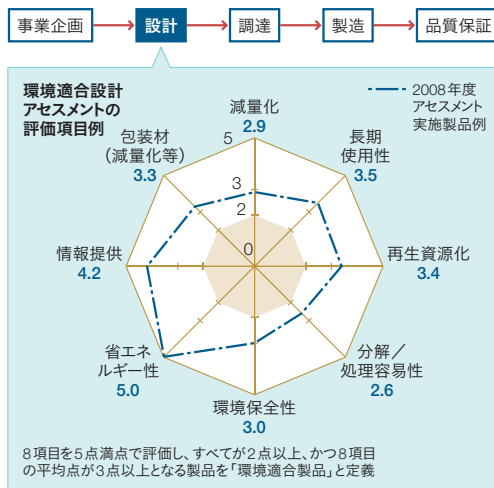 事業企画
設計
調達
製造
品質保証
環境適合設計
アセスメントの
評価項目例
2008年度
アセスメント
実施製品例
減量化
2.9
長期
使用性
3.5
再生資源化
3.4
分解／
処理容易性
2.6
環境保全性
3.0
省エネ
ルギー性
5.0
情報提供
4.2
包装材
（減量化等）
3.3
5
3
2
0
8項目を5点満点で評価し、すべてが2点以上、かつ8項目
の平均点が3点以上となる製品を「環境適合製品」と定義